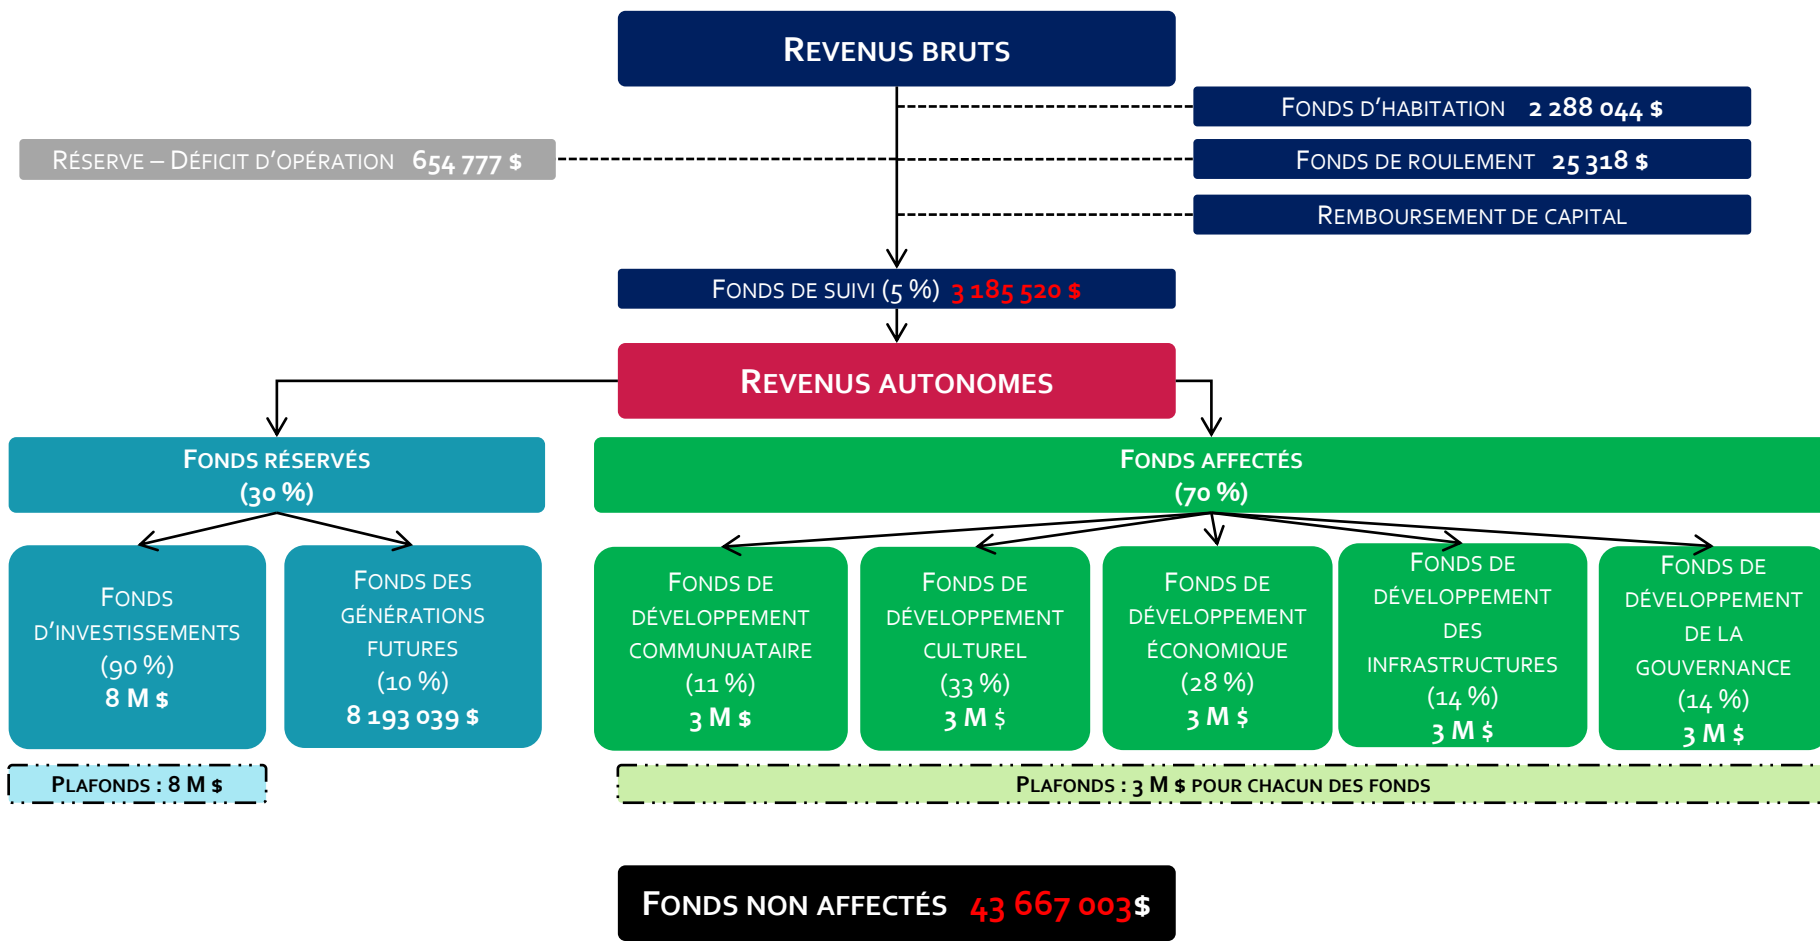 REVENUS BRUTS
FONDS D'HABITATION 2 288 044 $
RÉSERVE – DÉFICIT D'OPÉRATION 654 777 $
FONDS DE ROULEMENT 25 318 $
REMBOURSEMENT DE CAPITAL
FONDS DE SUIVI (5 %) 3 185 520 $
REVENUS AUTONOMES
FONDS RÉSERVÉS
(30 %)
FONDS AFFECTÉS
(70 %)
FONDS
D'INVESTISSEMENTS
(90 %)
8 M $
FONDS DES
GÉNÉRATIONS
FUTURES
(10 %)
8 193 039 $
FONDS DE
DÉVELOPPEMENT
COMMUNUATAIRE
(11 %)
3 M $
FONDS DE
DÉVELOPPEMENT
CULTUREL
(33 %)
3 M $
FONDS DE
DÉVELOPPEMENT
ÉCONOMIQUE
(28 %)
3 M $
FONDS DE
DÉVELOPPEMENT
DES
INFRASTRUCTURES
(14 %)
3 M $
FONDS DE
DÉVELOPPEMENT
DE LA
GOUVERNANCE
(14 %)
3 M $
PLAFONDS : 8 M $
PLAFONDS : 3 M $ POUR CHACUN DES FONDS
FONDS NON AFFECTÉS 43 667 003$